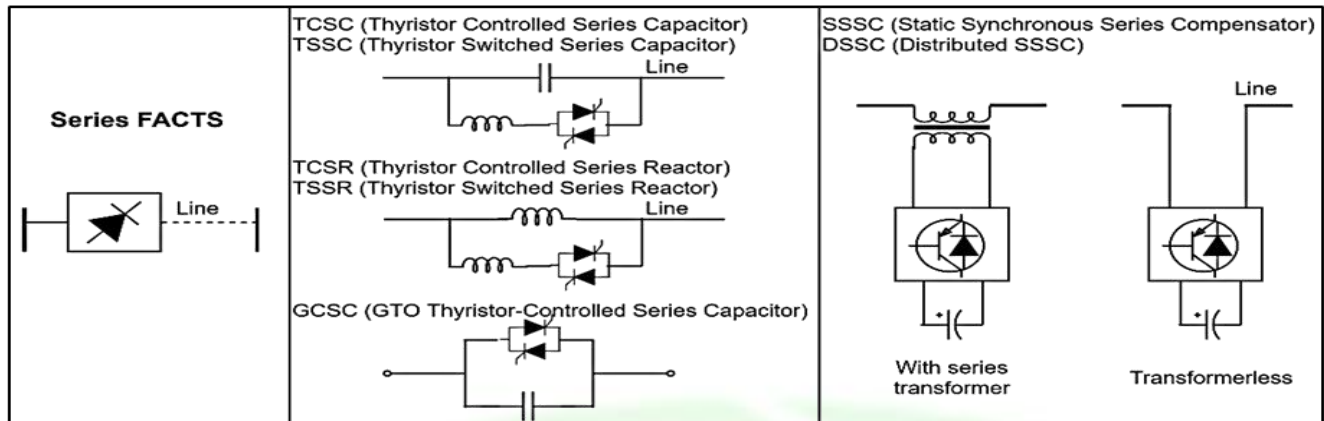 Series FACTS
Line
TCSC (Thyristor Controlled Series Capacitor)
TSSC (Thyristor Switched Series Capacitor)
Line
TCSR (Thyristor Controlled Series Reactor)
TSSR (Thyristor Switched Series Reactor)
Line
GCSC (GTO Thyristor-Controlled Series Capacitor)
SSSC (Static Synchronous Series Compensator)
DSSC (Distributed SSSC)
Line
+
+
With series
transformer
Transformerless